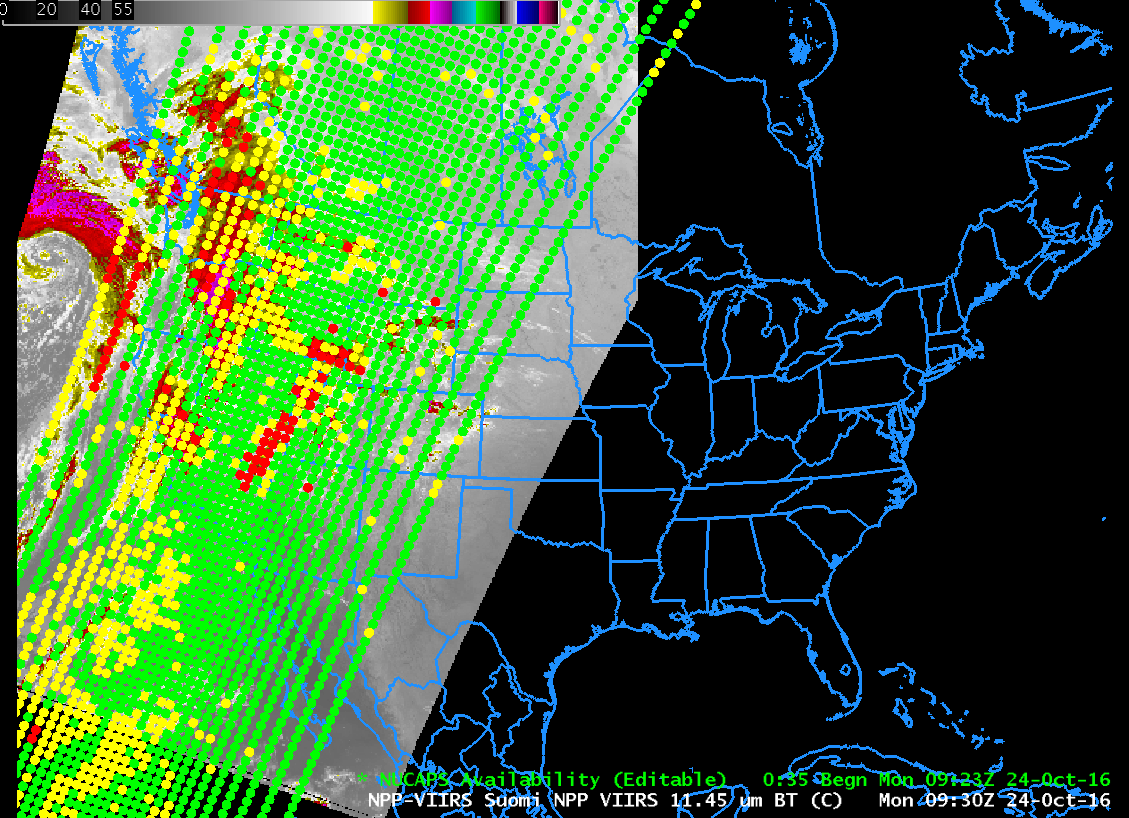 0 20 40 55
* NUCAPS Availability (Editable) 0.35 Begn Mon 09:23Z 24-Oct-16
NPP-VIIRS Suomi NPP VIIRS 11.45 µm BT (C) Mon 09:30Z 24-Oct-16